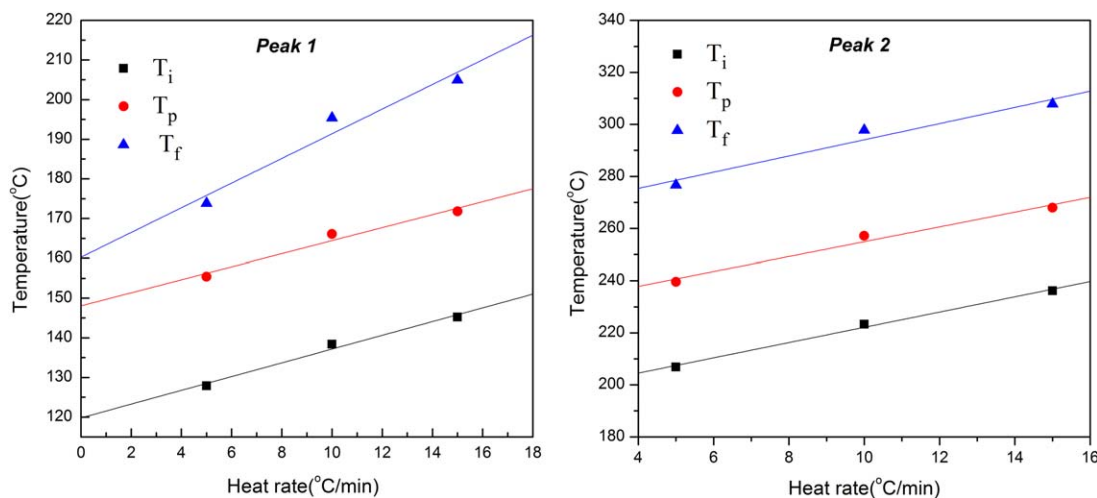 Peak 1
T_i
T_p
T_f
220
210
200
190
180
170
160
150
140
130
120
0 2 4 6 8 10 12 14 16 18
Temperature(°C)
Heat rate(°C/min)
Peak 2
T_i
T_p
T_f
340
320
300
280
260
240
220
200
180
4 6 8 10 12 14 16
Temperature(°C)
Heat rate(°C/min)